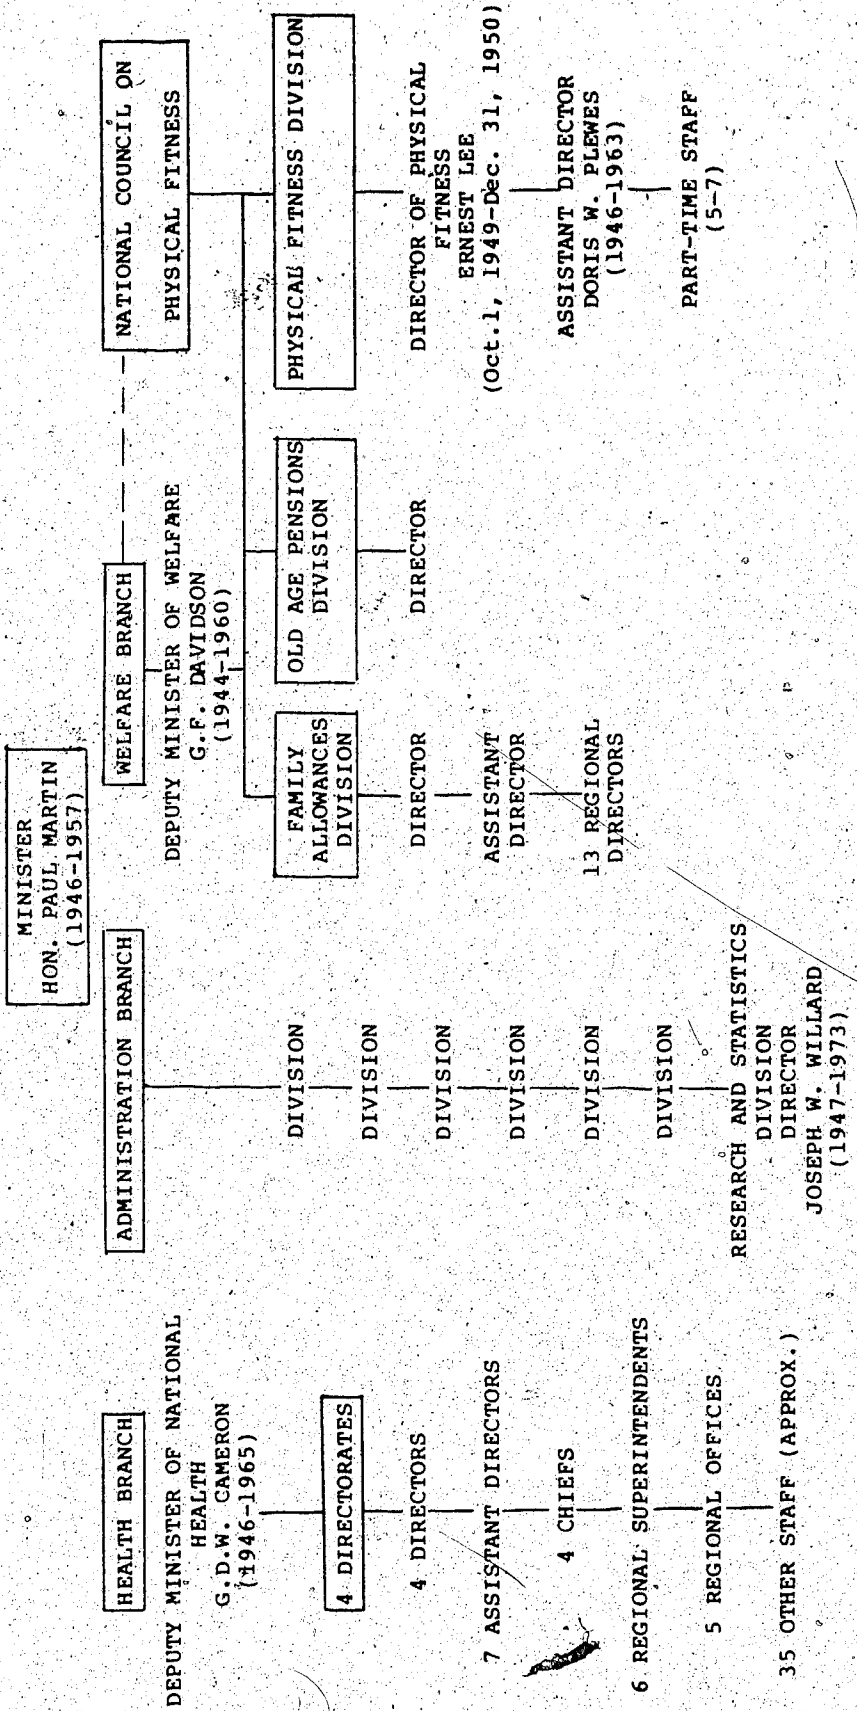 MINISTER
HON. PAUL MARTIN
(1946-1957)
HEALTH BRANCH
DEPUTY MINISTER OF NATIONAL
HEALTH
G.D.W. CAMERON
(1946-1965)
4 DIRECTORATES
4 DIRECTORS
7 ASSISTANT DIRECTORS
4 CHIEFS
6 REGIONAL SUPERINTENDENTS
5 REGIONAL OFFICES
35 OTHER STAFF (APPROX.)
ADMINISTRATION BRANCH
DIVISION
DIVISION
DIVISION
DIVISION
DIVISION
DIVISION
RESEARCH AND STATISTICS
DIVISION
DIRECTOR
JOSEPH W. WILLARD
(1947-1973)
WELFARE BRANCH
DEPUTY MINISTER OF WELFARE
G.F. DAVIDSON
(1944-1960)
FAMILY
ALLOWANCES
DIVISION
DIRECTOR
ASSISTANT
DIRECTOR
13 REGIONAL
DIRECTORS
OLD AGE PENSIONS
DIVISION
DIRECTOR
NATIONAL COUNCIL ON
PHYSICAL FITNESS
PHYSICAL FITNESS DIVISION
DIRECTOR OF PHYSICAL
FITNESS
ERNEST LEE
(Oct.1, 1949-Dec. 31, 1950)
ASSISTANT DIRECTOR
DORIS W. PLEWES
(1946-1963)
PART-TIME STAFF
(5-7)